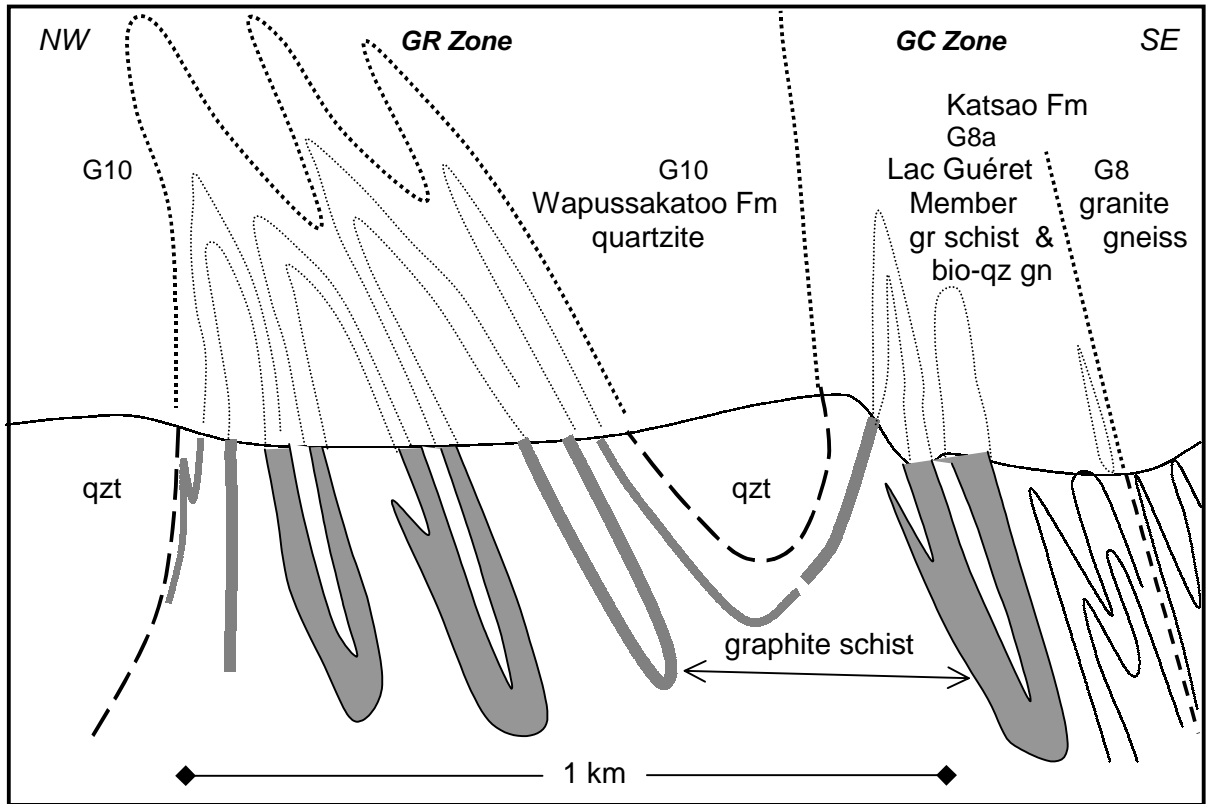 NW
GR Zone
GC Zone
SE
Katsao Fm
G8a
G10
G10
Lac Guéret
G8
Wapussakatoo Fm
Member
granite
quartzite
gr schist &
gneiss
bio-qz gn
qzt
qzt
graphite schist
1 km